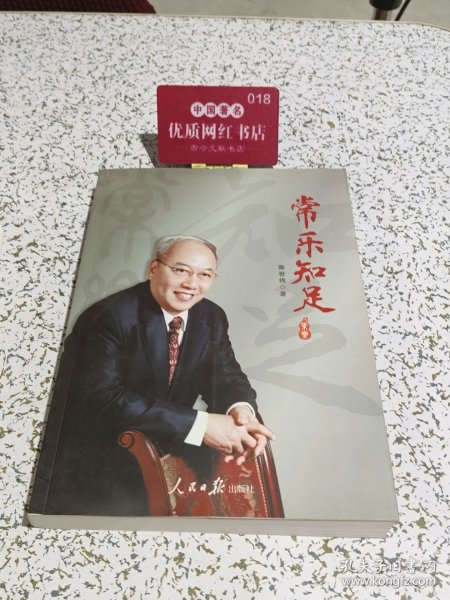 018
中国著名
优质网红书店
古今文献书店
常乐知足
陈世伟 著
人民日报出版社
孔夫子旧书网
www.kongfz.com